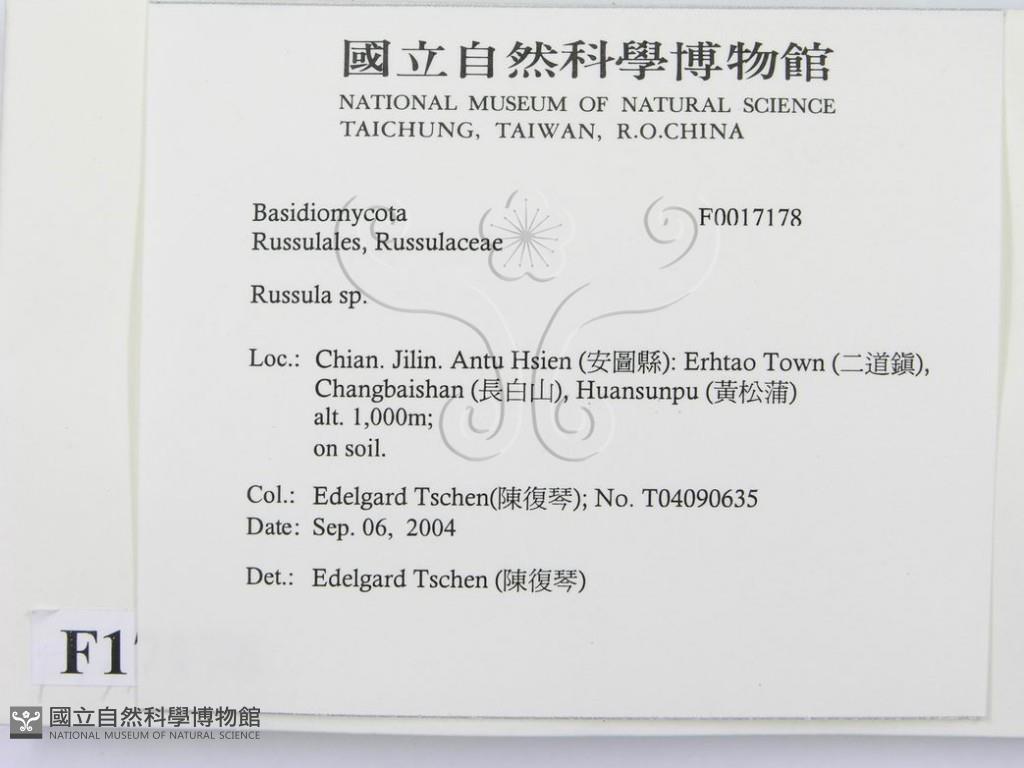 國立自然科學博物館
NATIONAL MUSEUM OF NATURAL SCIENCE
TAICHUNG, TAIWAN, R.O.CHINA
Basidiomycota F0017178
Russulales, Russulaceae
Russula sp.
Loc.: Chian. Jilin. Antu Hsien (安圖縣): Erhtao Town (二道鎮),
Changbaishan (長白山), Huansunpu (黃松蒲)
alt. 1,000m;
on soil.
Col.: Edelgard Tschen(陳復琴); No. T04090635
Date: Sep. 06, 2004
Det.: Edelgard Tschen (陳復琴)
F1
國立自然科學博物館
NATIONAL MUSEUM OF NATURAL SCIENCE